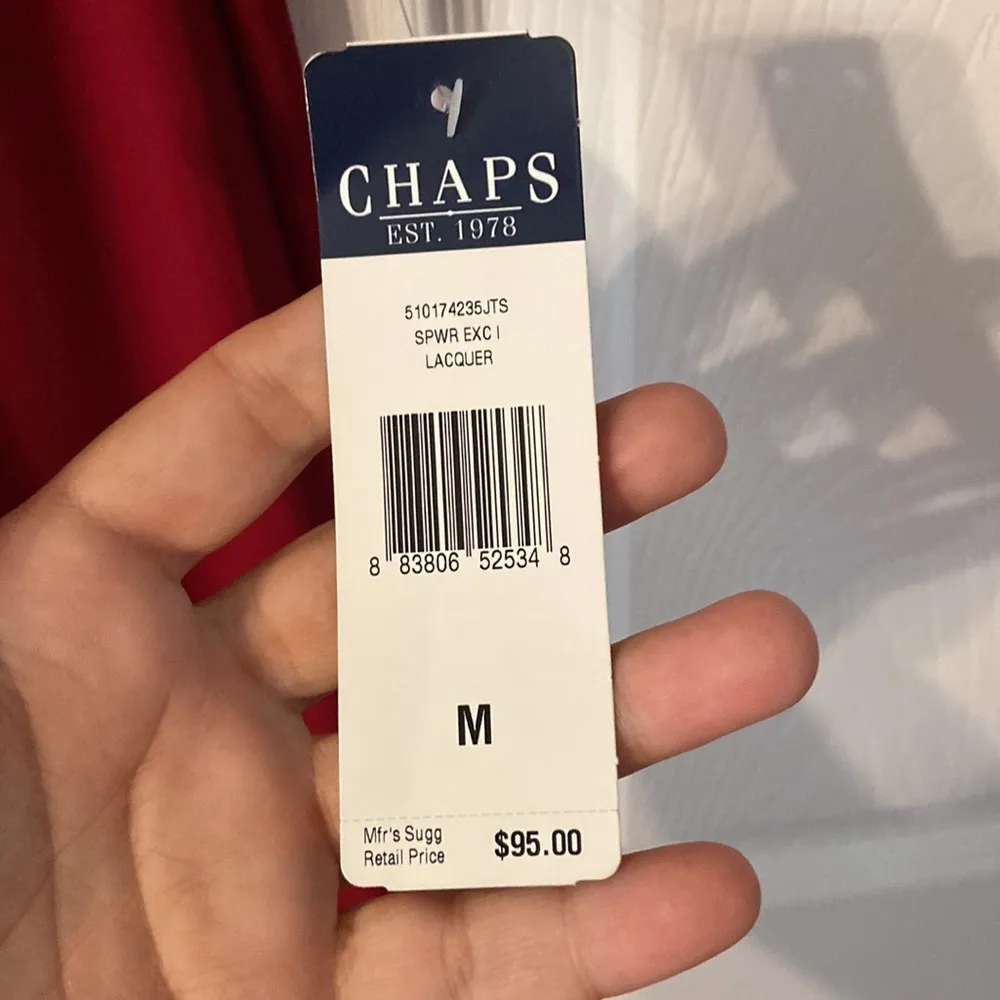 CHAPS
EST. 1978
510174235JTS
SPWR EXC I
LACQUER
8 83806 52534 8
M
Mfr's Sugg
Retail Price $95.00